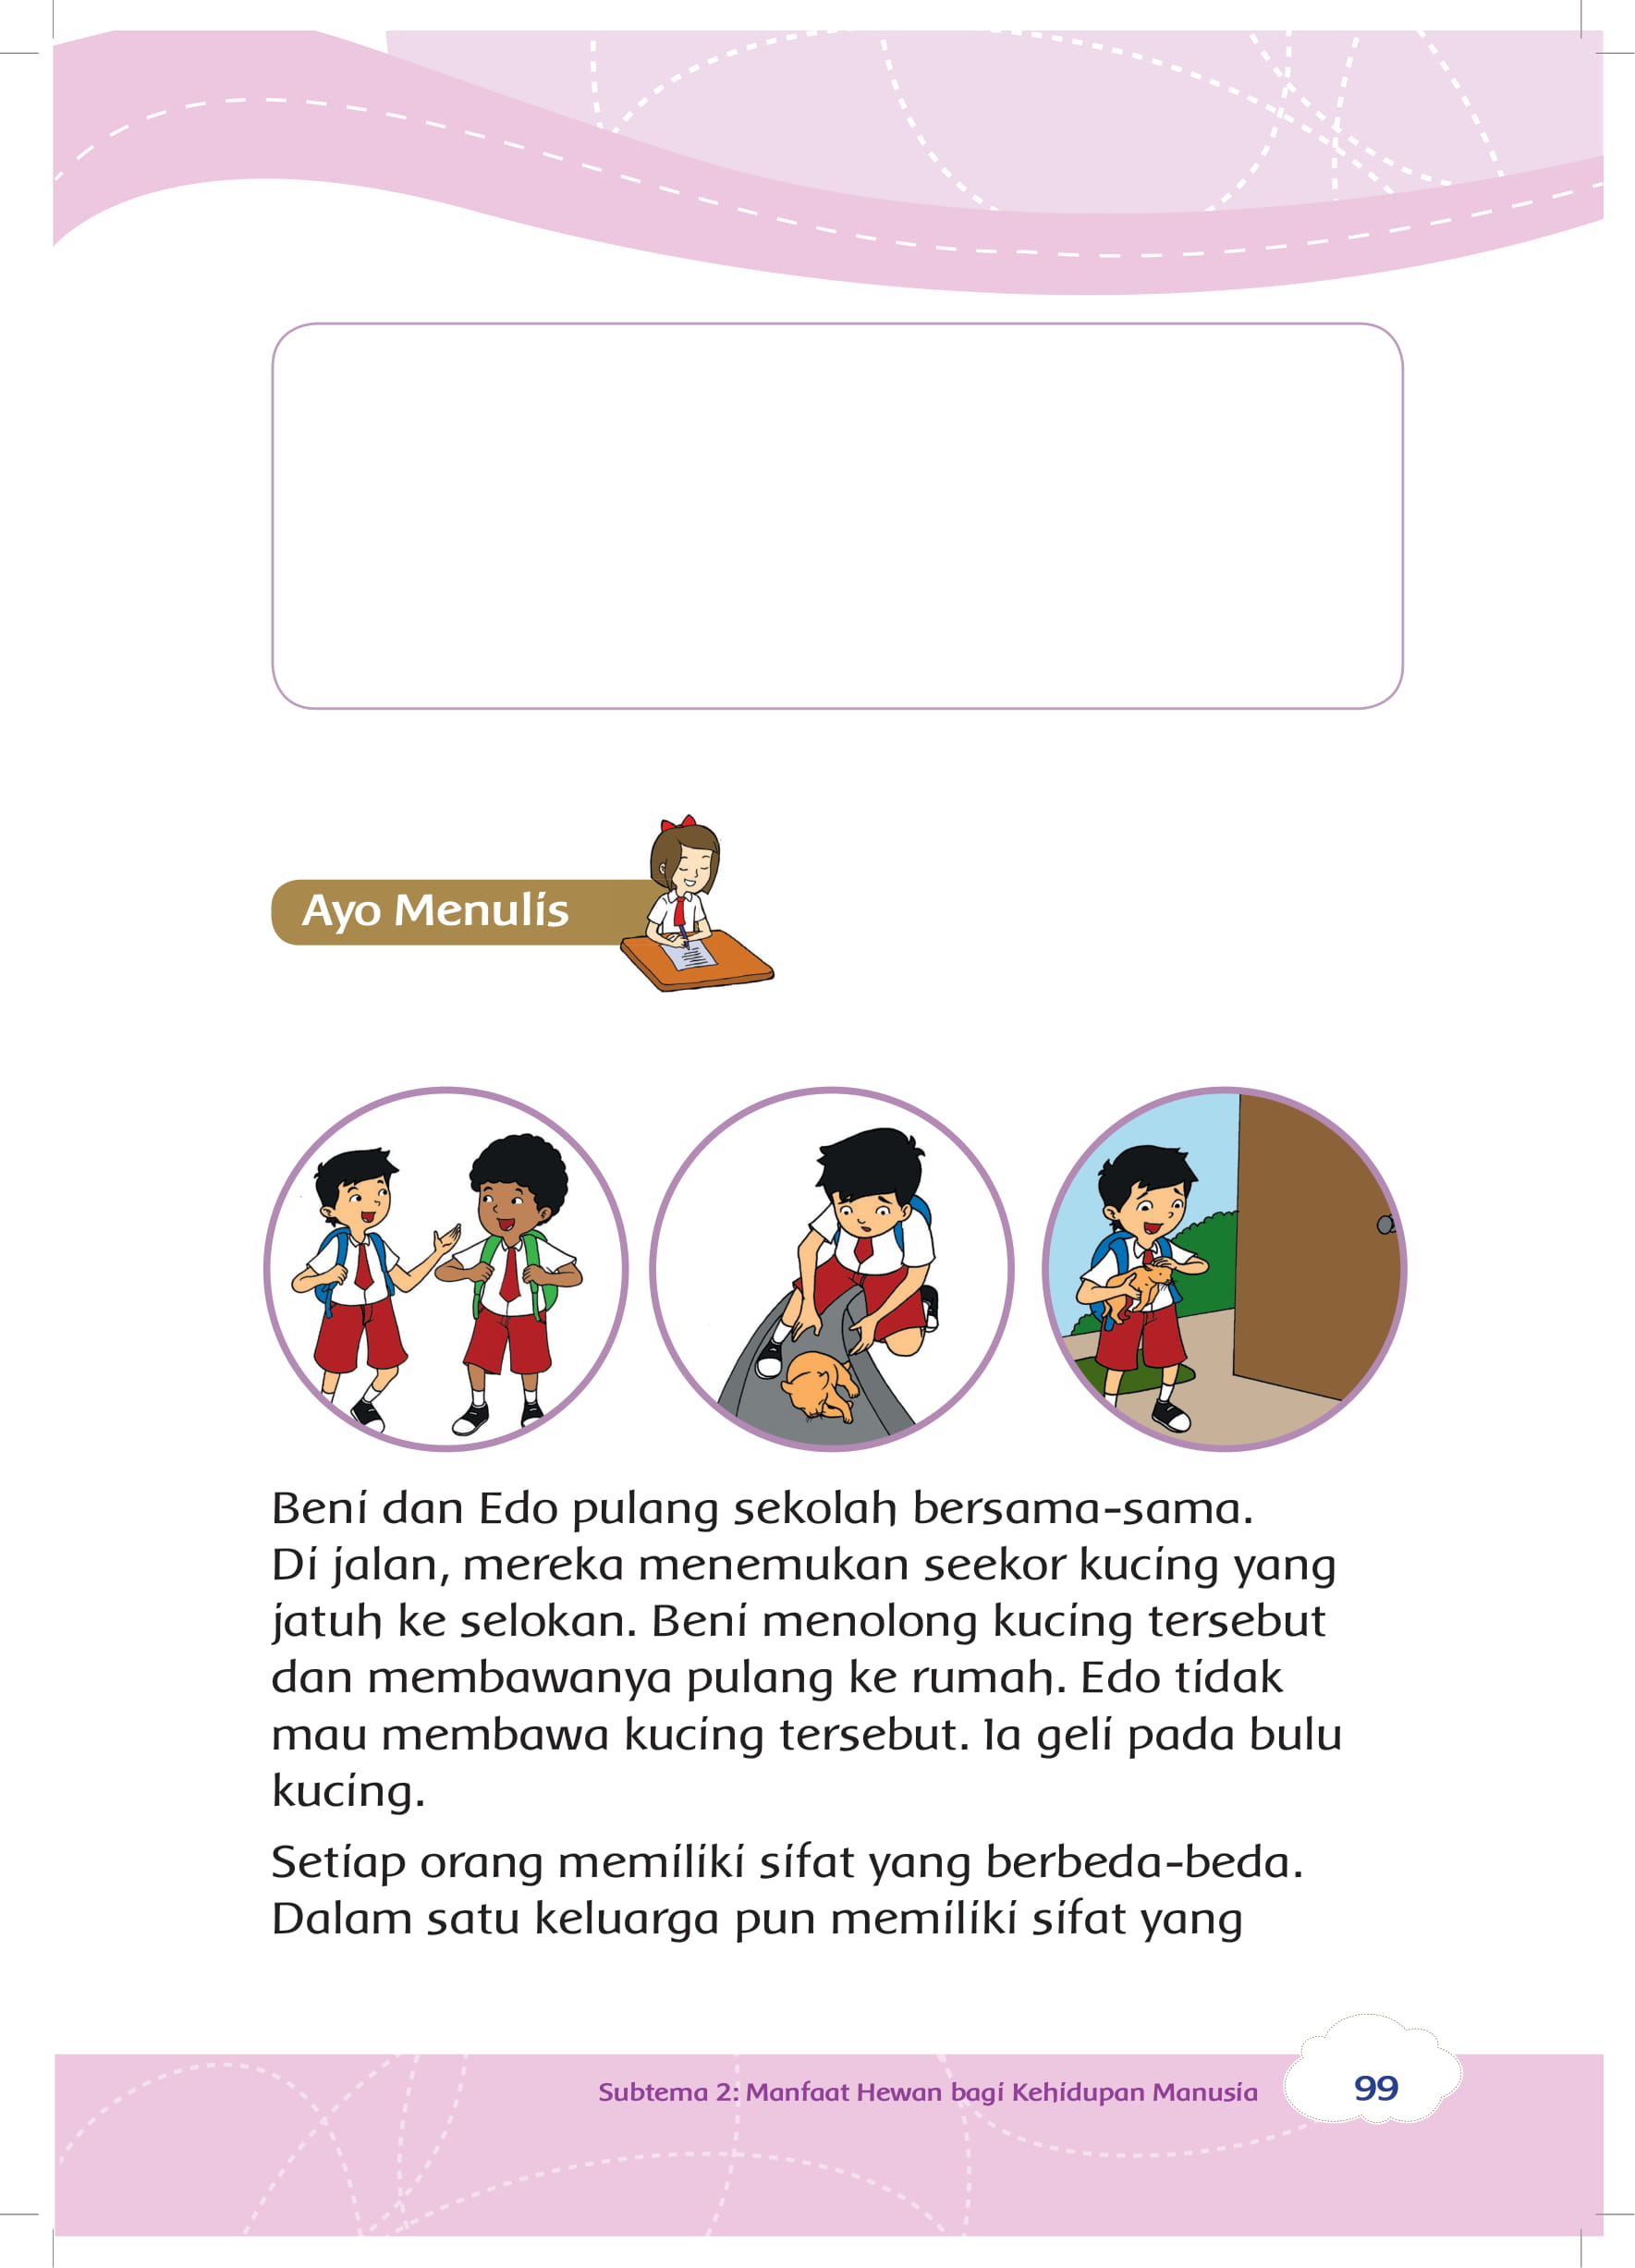 Ayo Menulis
Beni dan Edo pulang sekolah bersama-sama.
Di jalan, mereka menemukan seekor kucing yang
jatuh ke selokan. Beni menolong kucing tersebut
dan membawanya pulang ke rumah. Edo tidak
mau membawa kucing tersebut. Ia geli pada bulu
kucing.
Setiap orang memiliki sifat yang berbeda-beda.
Dalam satu keluarga pun memiliki sifat yang
Subtema 2: Manfaat Hewan bagi Kehidupan Manusia
99